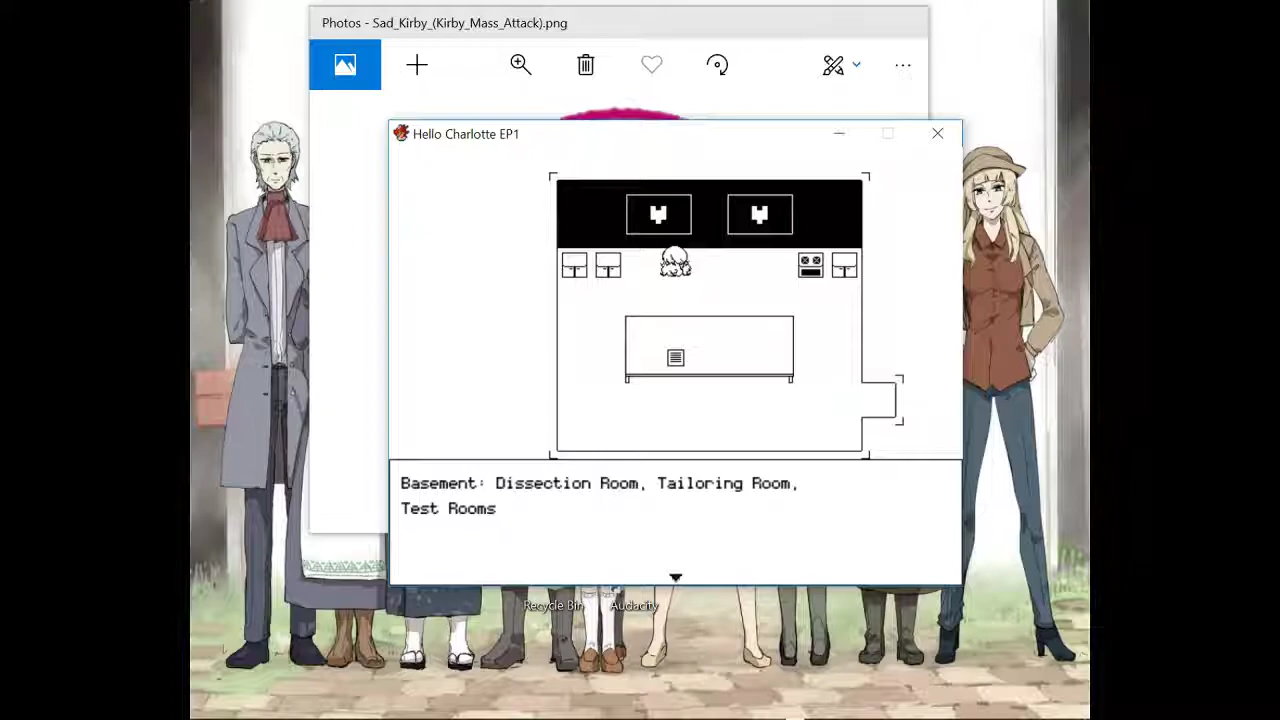 Photos - Sad_Kirby_(Kirby_Mass_Attack).png
Hello Charlotte EP1
Basement: Dissection Room, Tailoring Room,
Test Rooms
Recycle Bin
Audacity